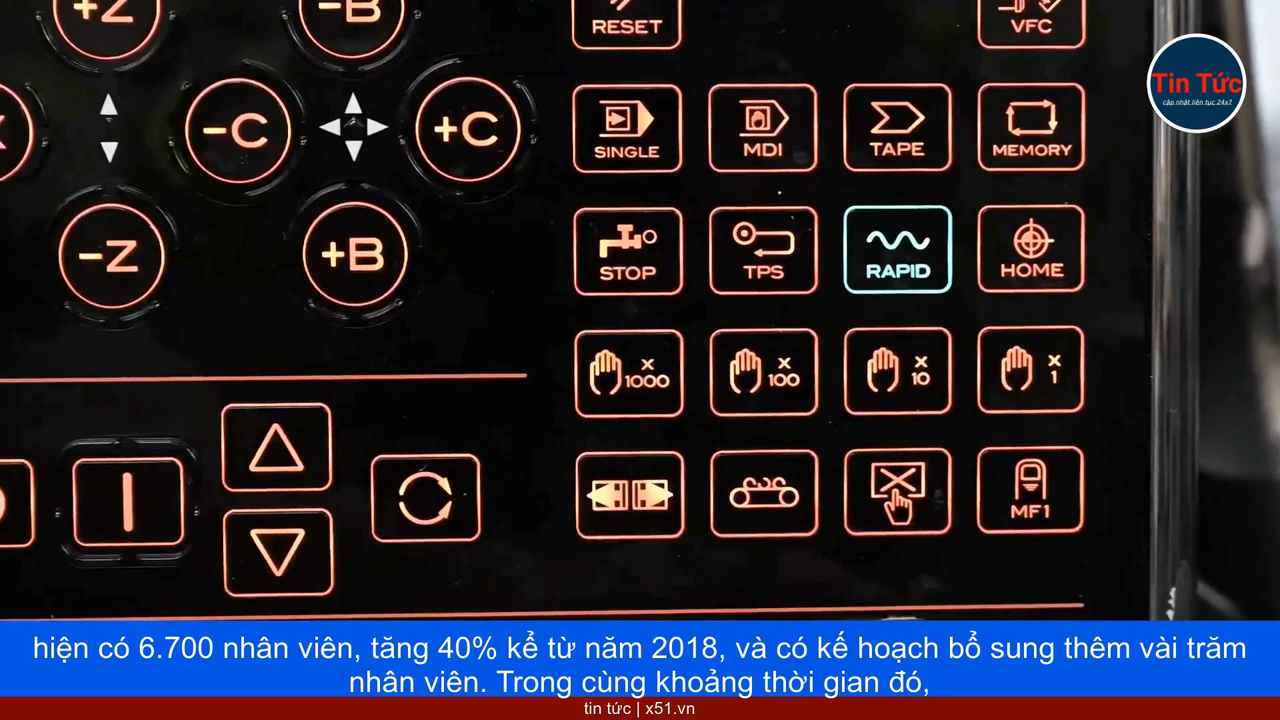 +Z
-B
RESET
VFC
Tin Tức
cập nhật liên tục 24x7
X
-C
+C
SINGLE
MDI
TAPE
MEMORY
-Z
+B
STOP
TPS
RAPID
HOME
X
1000
X
100
X
10
X
1
MF1
hiện có 6.700 nhân viên, tăng 40% kể từ năm 2018, và có kế hoạch bổ sung thêm vài trăm
nhân viên. Trong cùng khoảng thời gian đó,
tin tức | x51.vn